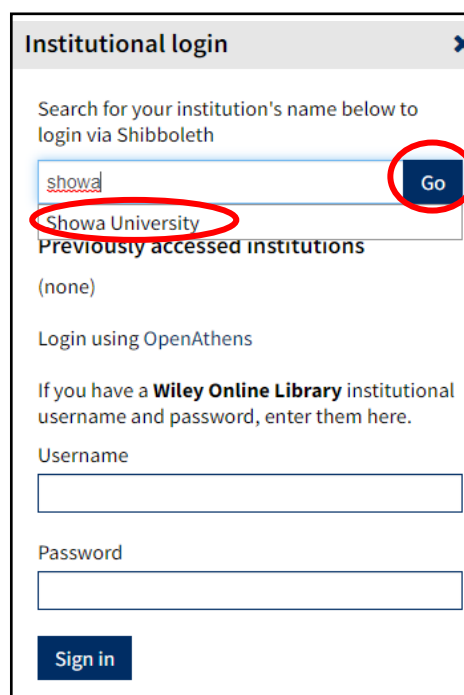 Institutional login
Search for your institution's name below to
login via Shibboleth
showa
Go
Showa University
Previously accessed institutions
(none)
Login using OpenAthens
If you have a Wiley Online Library institutional
username and password, enter them here.
Username
Password
Sign in